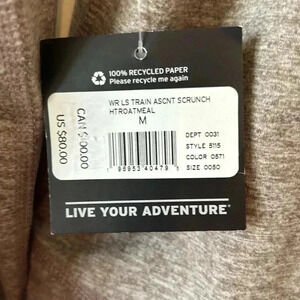 100% RECYCLED PAPER
Please recycle me again
WR LS TRAIN ASCNT SCRUNCH
HTROATMEAL
M
DEPT 0031
STYLE 5115
COLOR 0571
SIZE 0050
CAN $
US $80.00
LIVE YOUR ADVENTURE